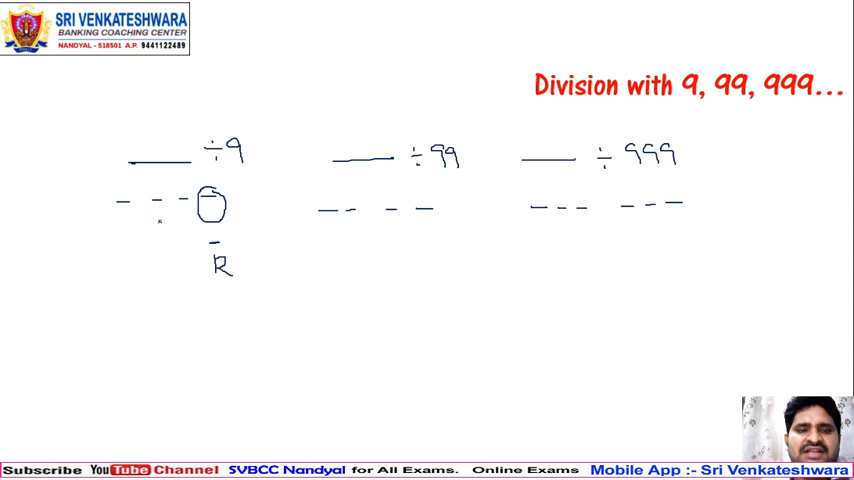 SRI VENKATESHWARA
BANKING COACHING CENTER
NANDYAL - 518501 A.P. 9441122489
Division with 9, 99, 999...
÷9 ÷99 ÷ 999
R
Subscribe YouTube Channel SVBCC Nandyal for All Exams. Online Exams Mobile App :- Sri Venkateshwara